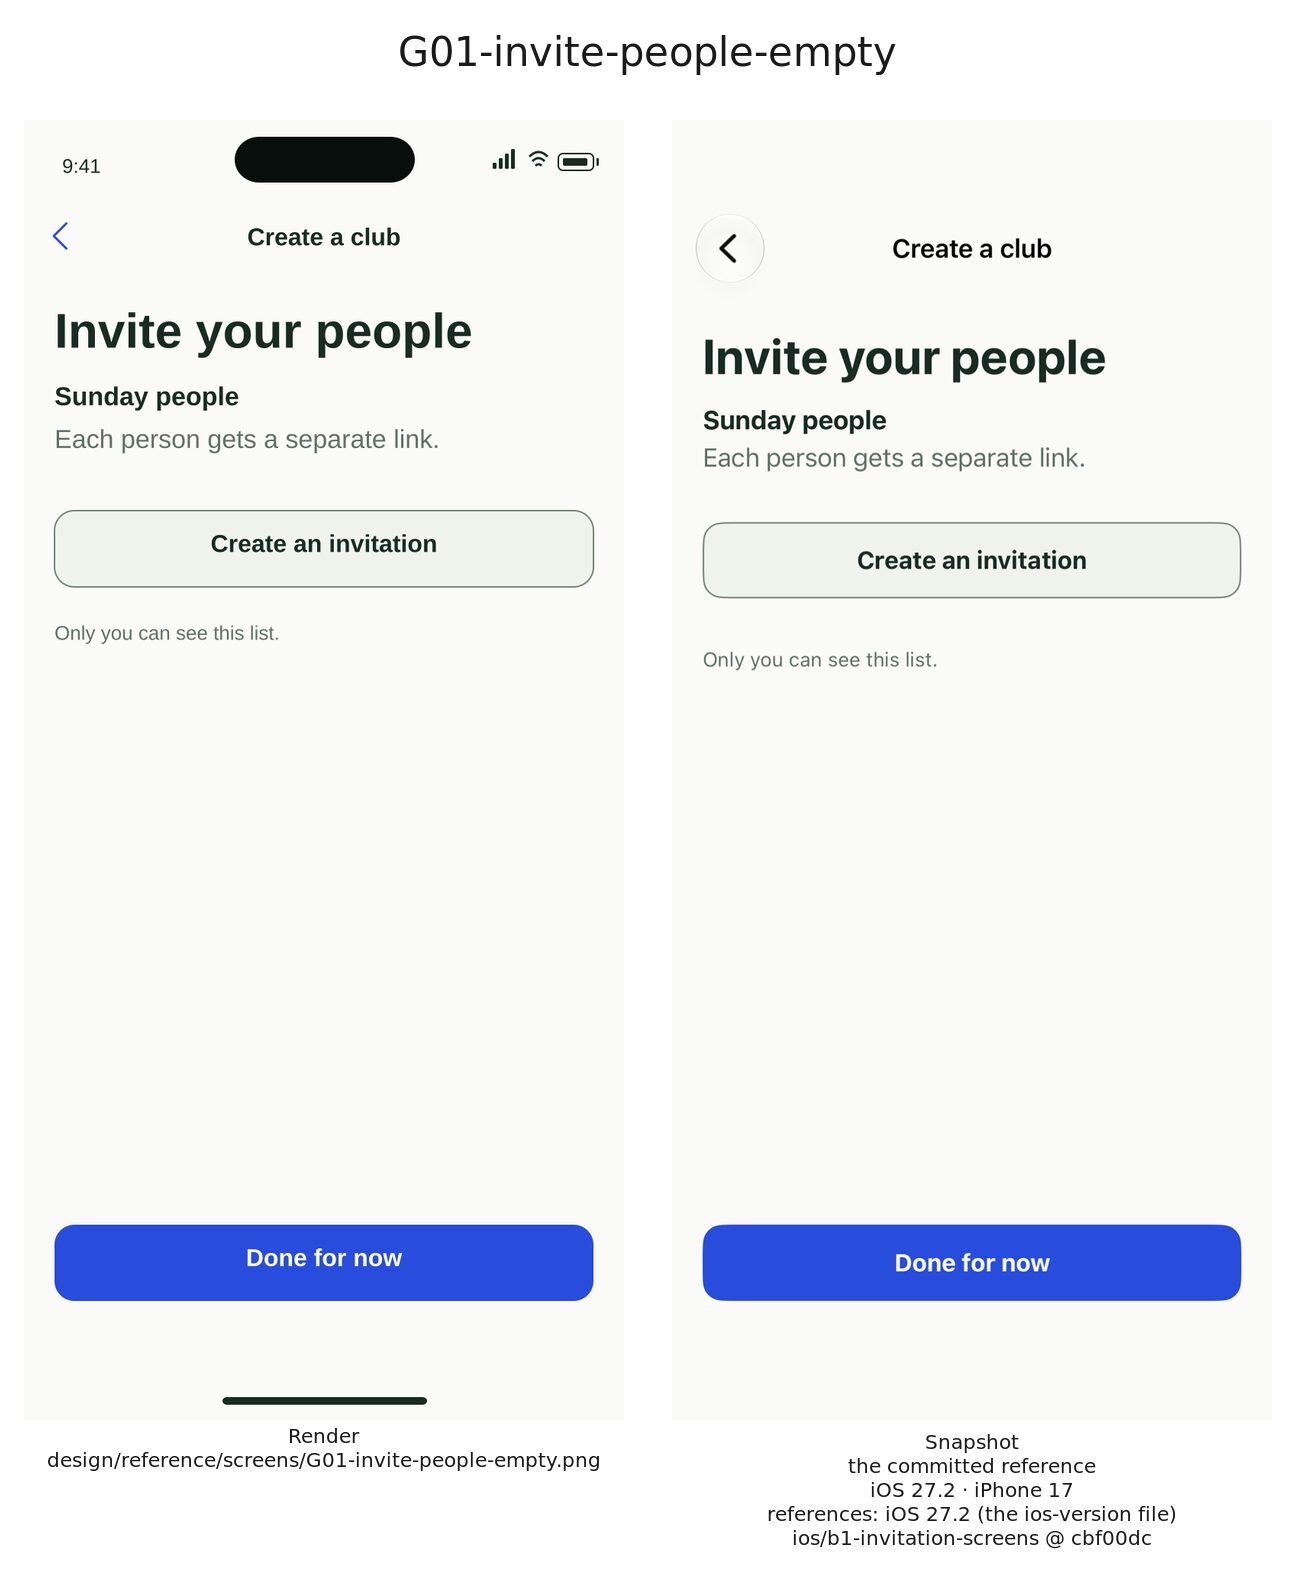 G01-invite-people-empty
9:41
Create a club
Invite your people
Sunday people
Each person gets a separate link.
Create an invitation
Only you can see this list.
Done for now
Render
design/reference/screens/G01-invite-people-empty.png
Create a club
Invite your people
Sunday people
Each person gets a separate link.
Create an invitation
Only you can see this list.
Done for now
Snapshot
the committed reference
iOS 27.2 · iPhone 17
references: iOS 27.2 (the ios-version file)
ios/b1-invitation-screens @ cbf00dc